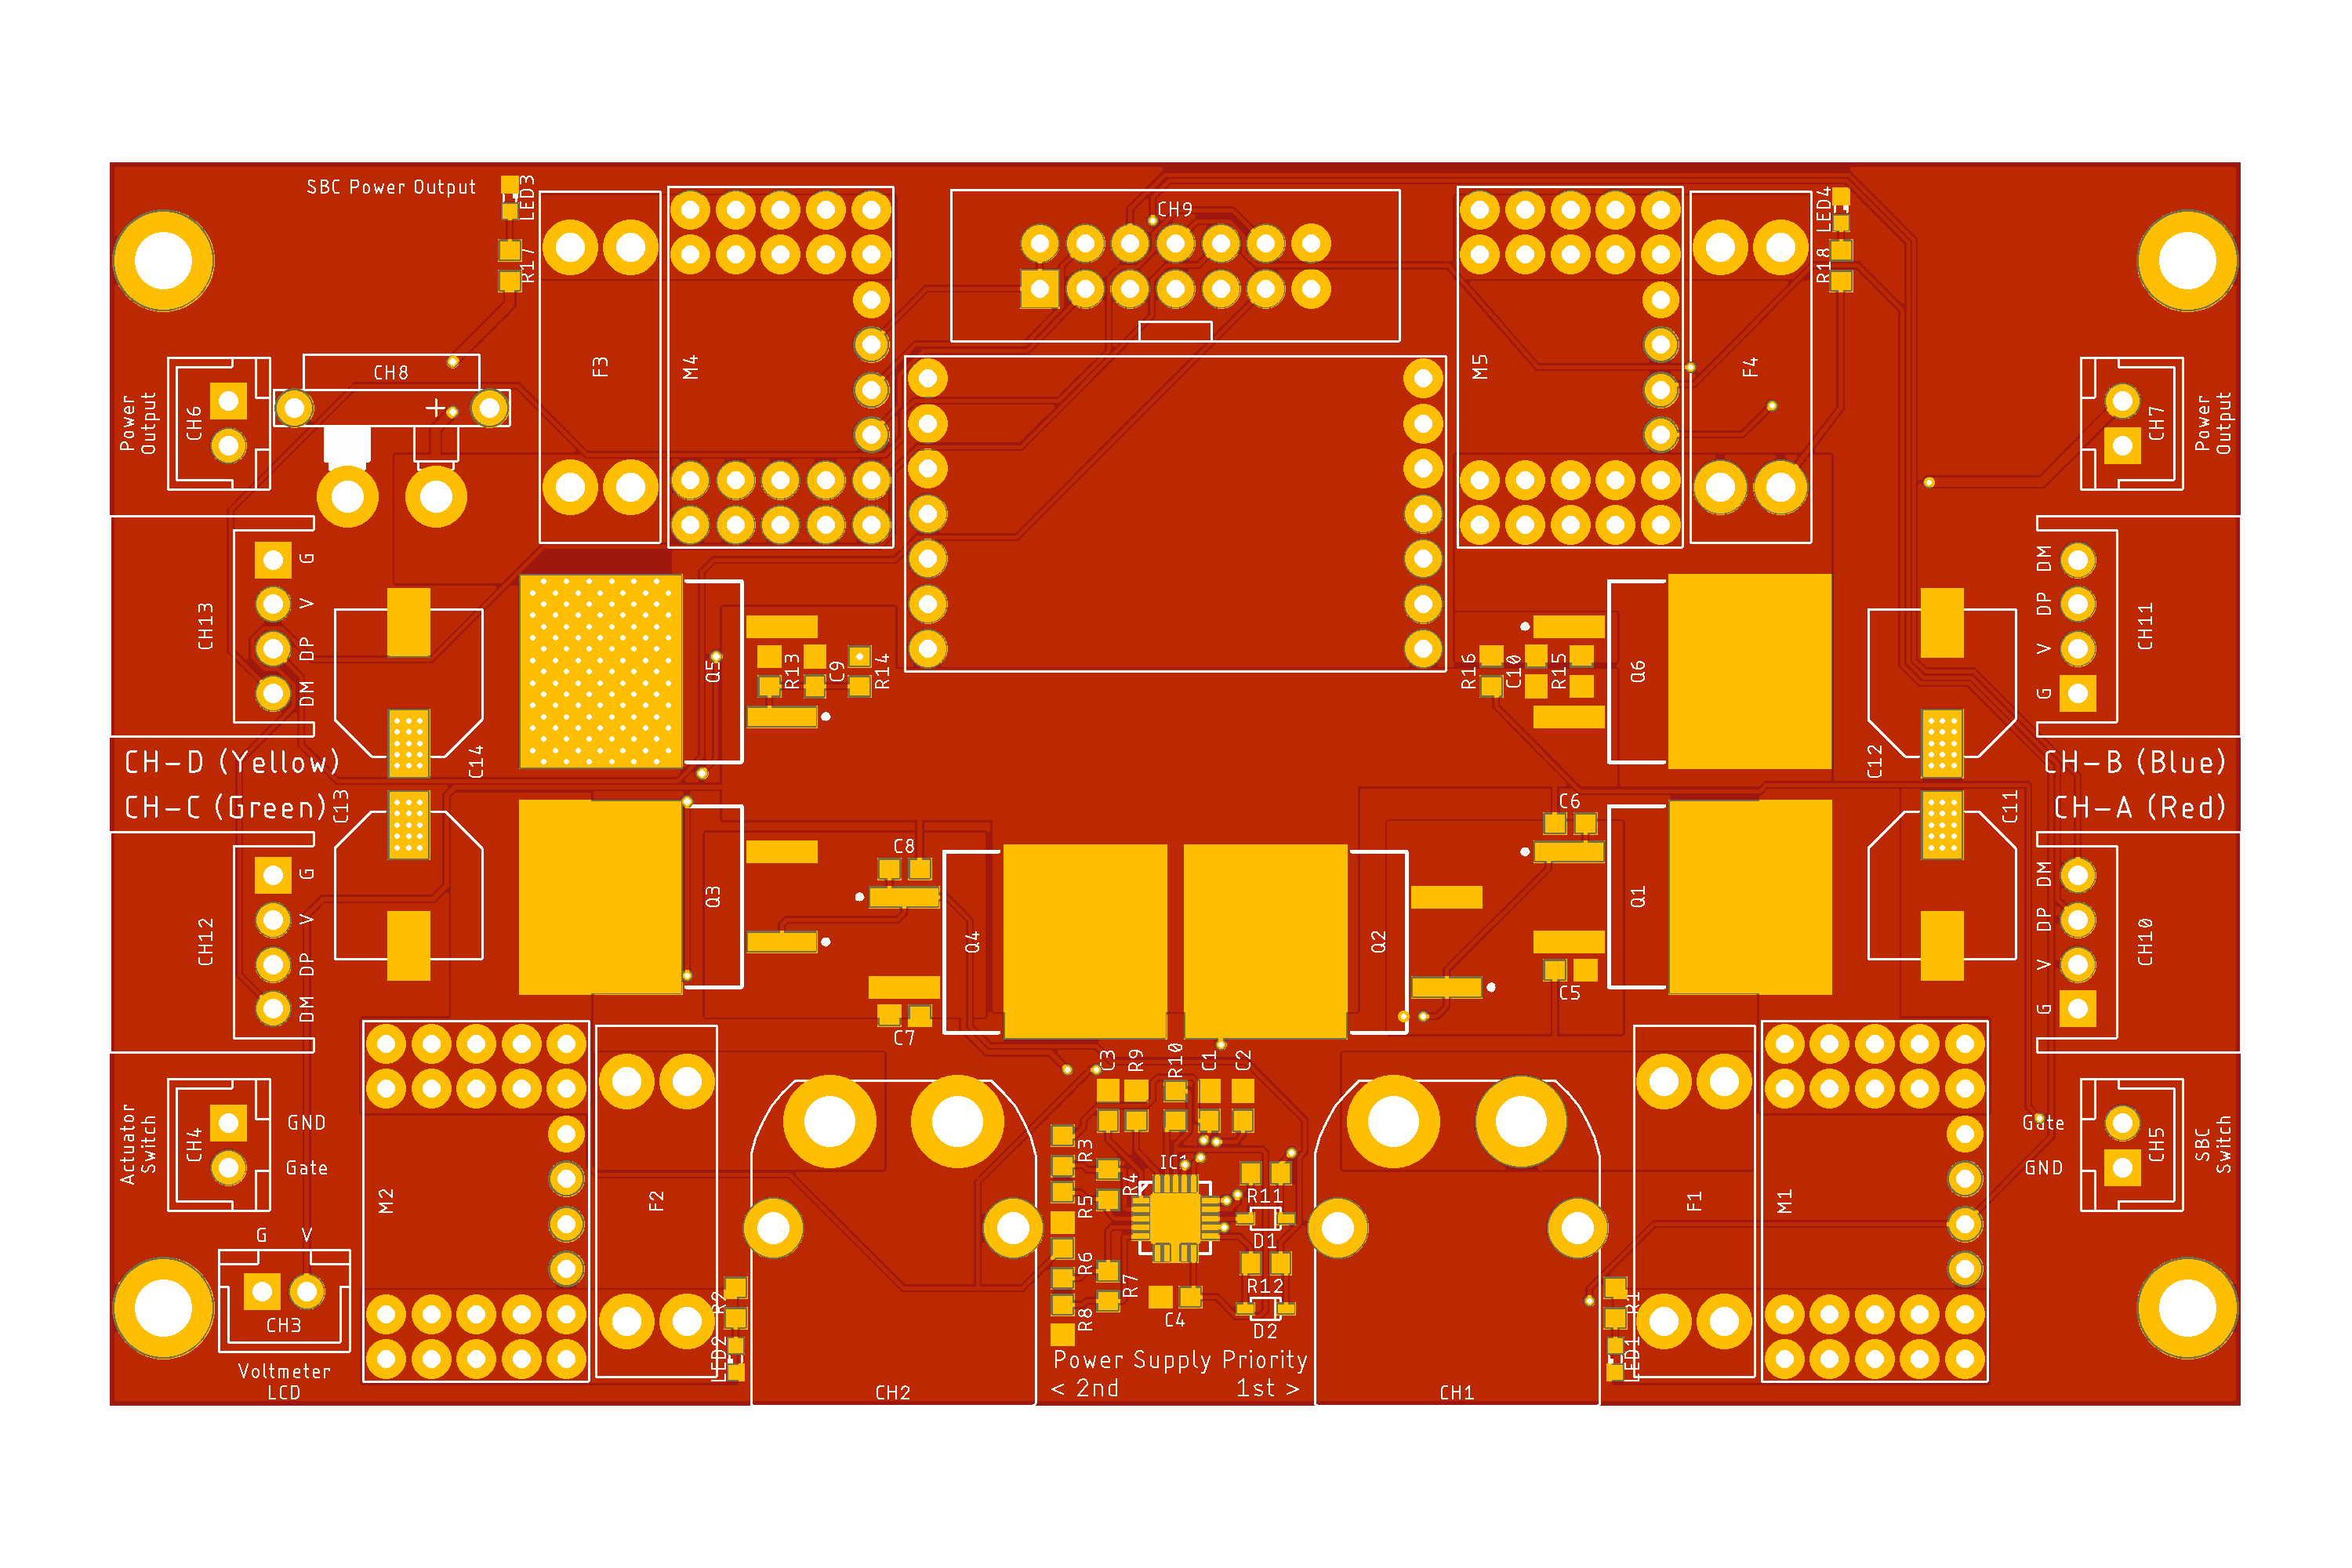 SBC Power Output
LED3
R17
F3
M4
CH9
M5
F4
LED4
R18
CH8
+
Power
Output
CH6
CH7
Power
Output
CH13
G
V
DP
DM
C14
Q5
R13
C9
R14
R16
C10
R15
Q6
C12
DM
DP
V
G
CH11
CH-D (Yellow)
CH-C (Green)
CH-B (Blue)
CH-A (Red)
C13
C11
CH12
G
V
DP
DM
Q3
C8
Q4
C7
Q2
C6
Q1
C5
DM
DP
V
G
CH10
Actuator
Switch
CH4
GND
Gate
M2
F2
C3
R9
R10
C1
C2
R3
R4
R5
R6
R7
R8
IC1
R11
D1
R12
D2
C4
F1
M1
Gate
GND
CH5
SBC
Switch
G V
CH3
Voltmeter
LCD
R2
LED2
CH2
Power Supply Priority
< 2nd
1st >
CH1
R1
LED1